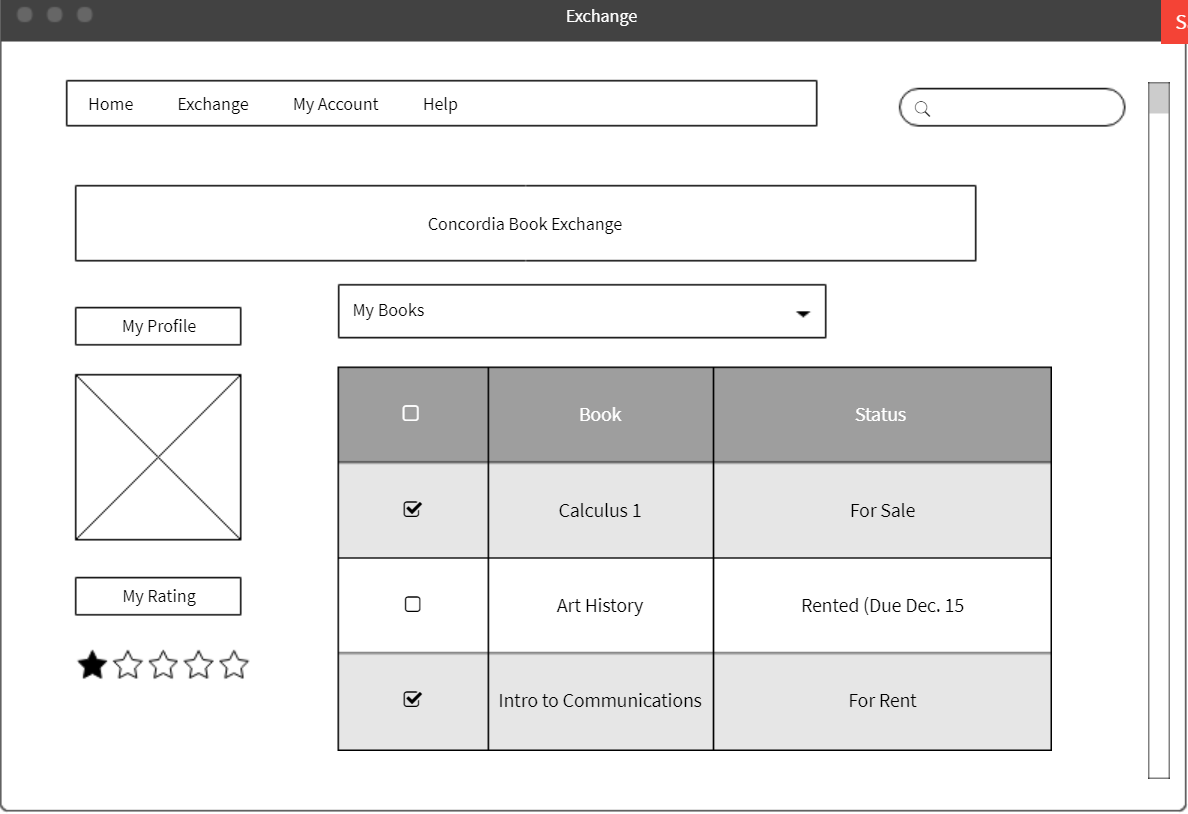 Exchange
S
Home Exchange My Account Help
Concordia Book Exchange
My Books
My Profile
Book Status
Calculus 1 For Sale
My Rating
Art History Rented (Due Dec. 15
Intro to Communications For Rent